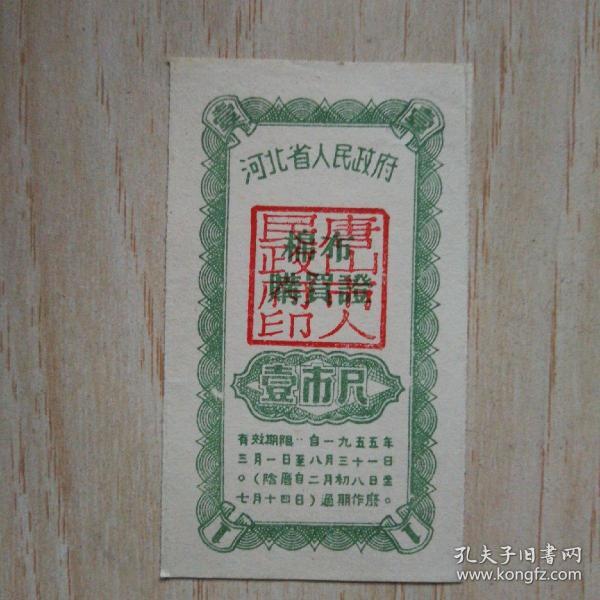 壹 壹
河北省人民政府
棉布
購買證
唐山市人
民政府印
壹市尺
有效期限：自一九五五年
三月一日至八月三十一日
。（陰曆自二月初八日至
七月十四日）過期作廢。
1 1
孔夫子旧书网
www.kongfz.com